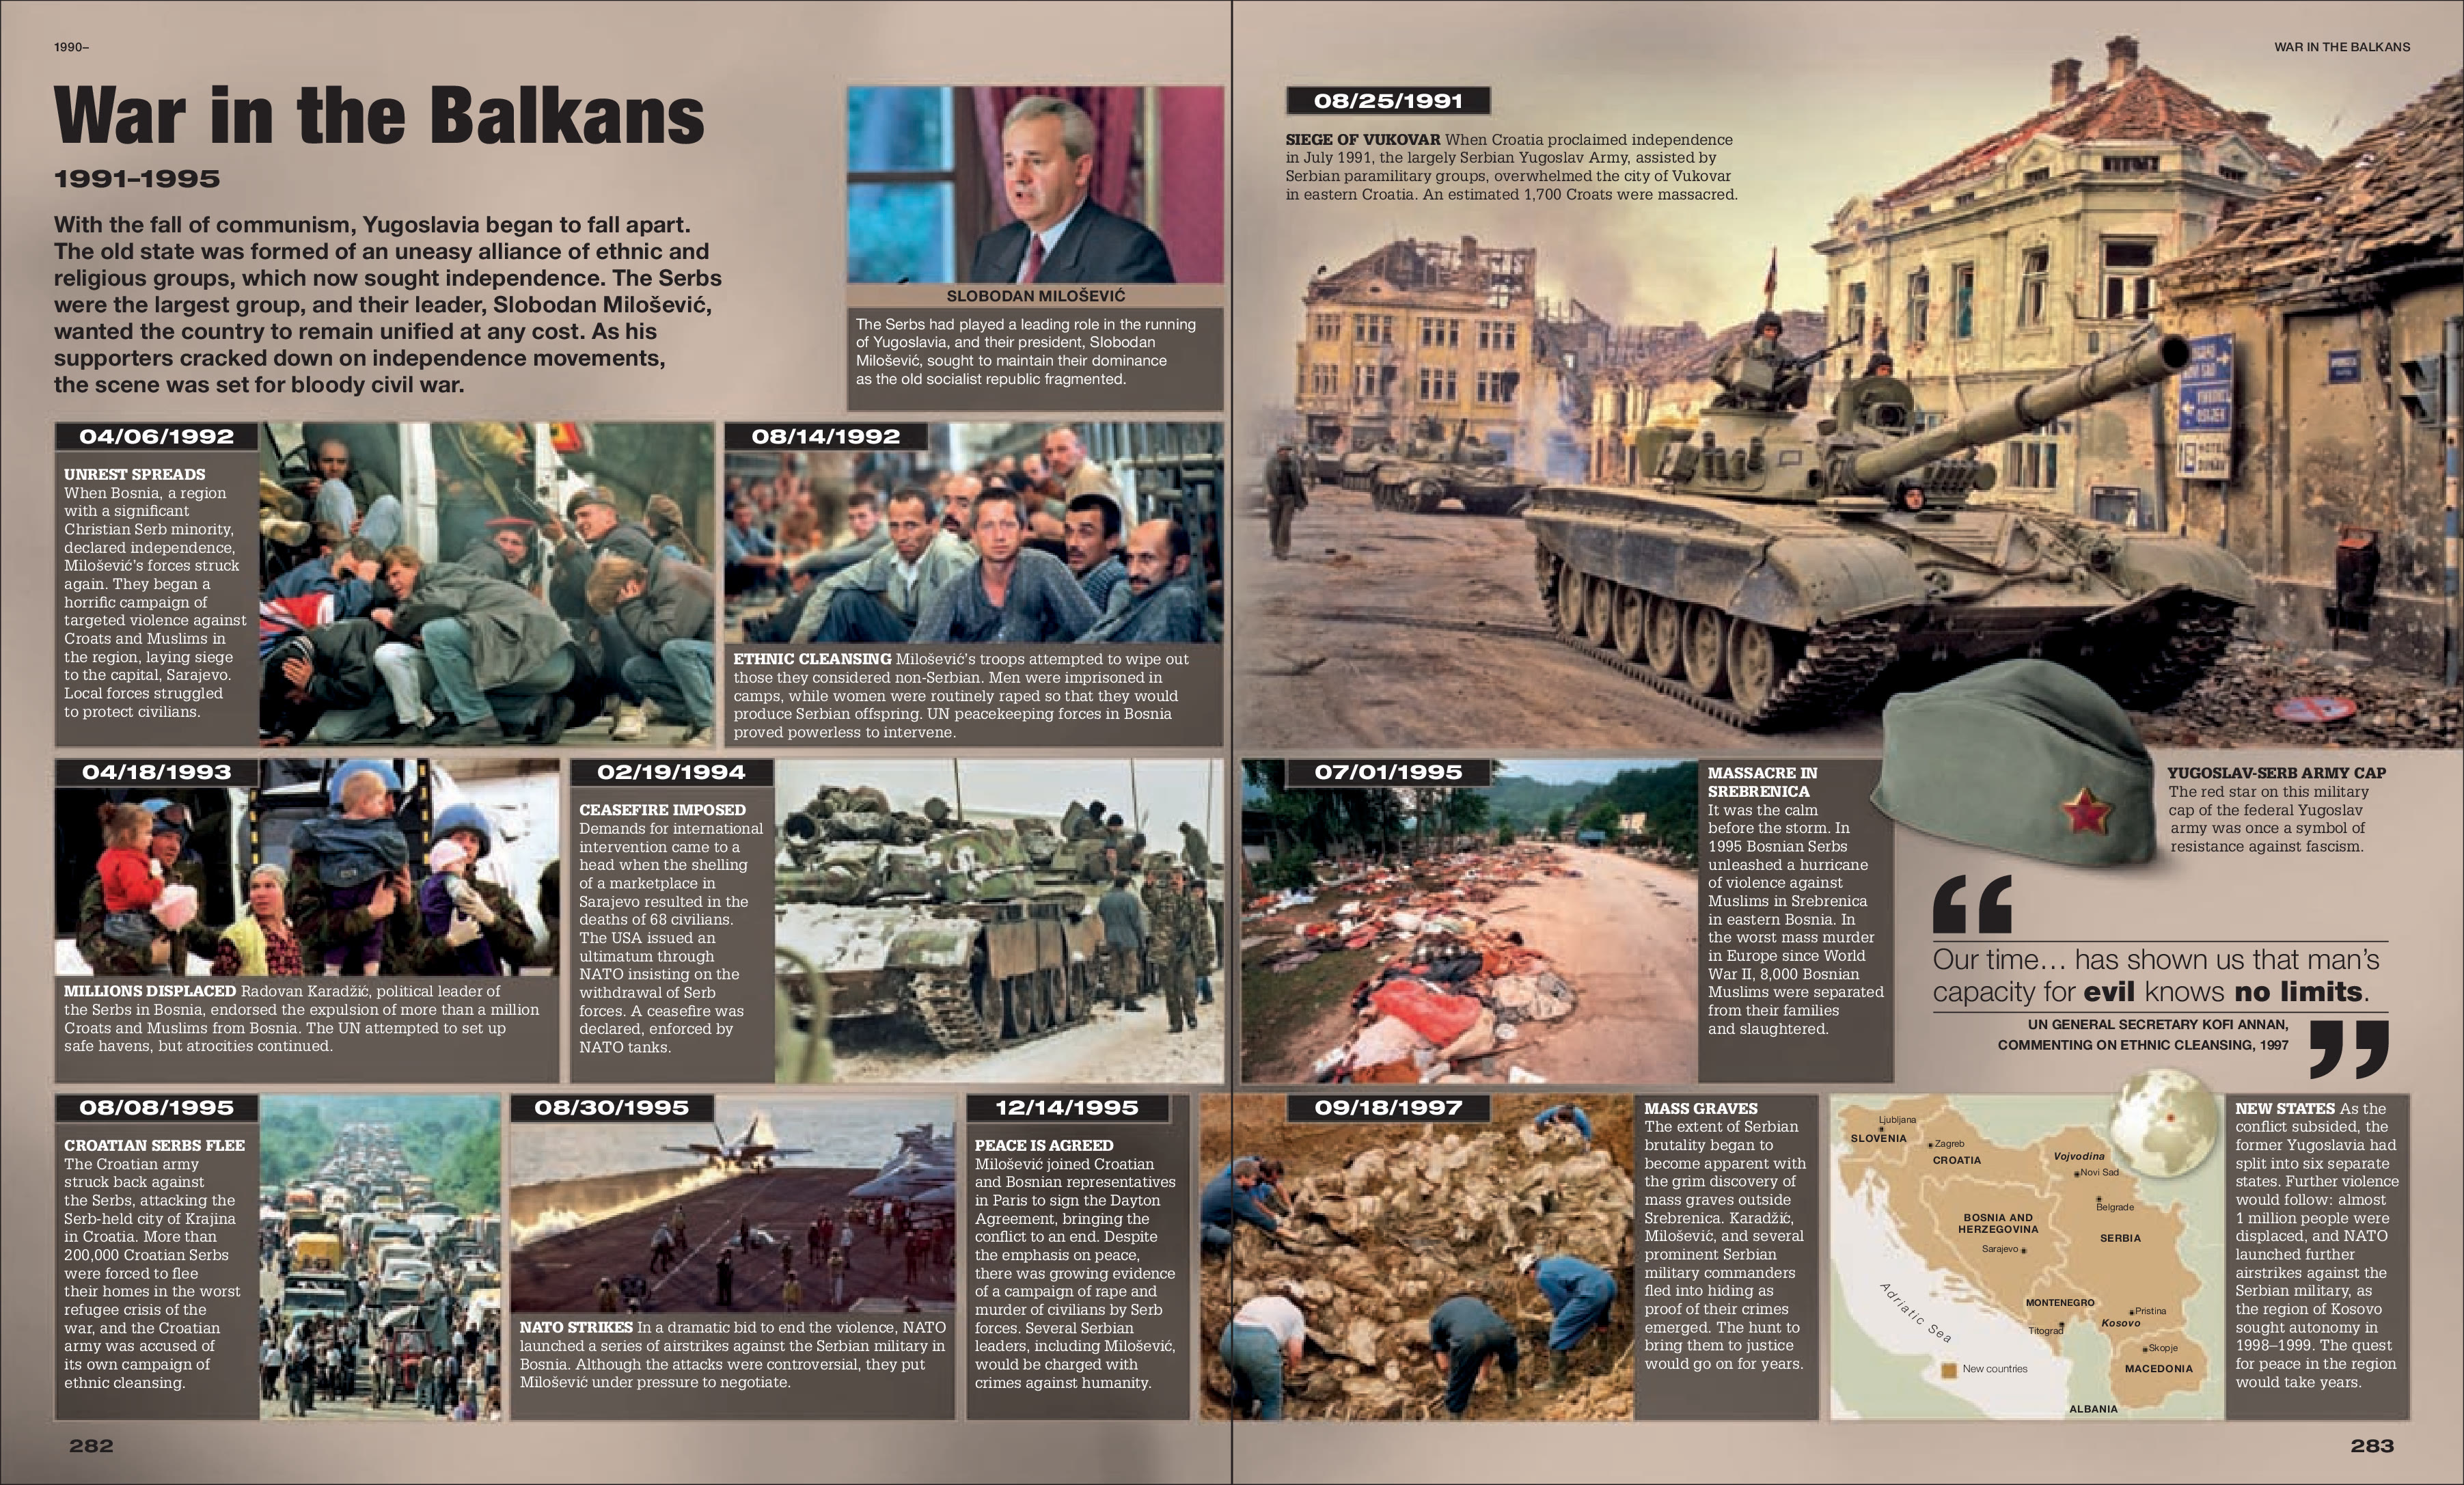 1990–
War in the Balkans
1991–1995
With the fall of communism, Yugoslavia began to fall apart.
The old state was formed of an uneasy alliance of ethnic and
religious groups, which now sought independence. The Serbs
were the largest group, and their leader, Slobodan Milošević,
wanted the country to remain unified at any cost. As his
supporters cracked down on independence movements,
the scene was set for bloody civil war.
SLOBODAN MILOŠEVIĆ
The Serbs had played a leading role in the running
of Yugoslavia, and their president, Slobodan
Milošević, sought to maintain their dominance
as the old socialist republic fragmented.
04/06/1992
UNREST SPREADS
When Bosnia, a region
with a significant
Christian Serb minority,
declared independence,
Milošević's forces struck
again. They began a
horrific campaign of
targeted violence against
Croats and Muslims in
the region, laying siege
to the capital, Sarajevo.
Local forces struggled
to protect civilians.
08/14/1992
ETHNIC CLEANSING Milošević's troops attempted to wipe out
those they considered non-Serbian. Men were imprisoned in
camps, while women were routinely raped so that they would
produce Serbian offspring. UN peacekeeping forces in Bosnia
proved powerless to intervene.
04/18/1993
MILLIONS DISPLACED Radovan Karadžić, political leader of
the Serbs in Bosnia, endorsed the expulsion of more than a million
Croats and Muslims from Bosnia. The UN attempted to set up
safe havens, but atrocities continued.
02/19/1994
CEASEFIRE IMPOSED
Demands for international
intervention came to a
head when the shelling
of a marketplace in
Sarajevo resulted in the
deaths of 68 civilians.
The USA issued an
ultimatum through
NATO insisting on the
withdrawal of Serb
forces. A ceasefire was
declared, enforced by
NATO tanks.
08/08/1995
CROATIAN SERBS FLEE
The Croatian army
struck back against
the Serbs, attacking the
Serb-held city of Krajina
in Croatia. More than
200,000 Croatian Serbs
were forced to flee
their homes in the worst
refugee crisis of the
war, and the Croatian
army was accused of
its own campaign of
ethnic cleansing.
08/30/1995
NATO STRIKES In a dramatic bid to end the violence, NATO
launched a series of airstrikes against the Serbian military in
Bosnia. Although the attacks were controversial, they put
Milošević under pressure to negotiate.
12/14/1995
PEACE IS AGREED
Milošević joined Croatian
and Bosnian representatives
in Paris to sign the Dayton
Agreement, bringing the
conflict to an end. Despite
the emphasis on peace,
there was growing evidence
of a campaign of rape and
murder of civilians by Serb
forces. Several Serbian
leaders, including Milošević,
would be charged with
crimes against humanity.
282
WAR IN THE BALKANS
08/25/1991
SIEGE OF VUKOVAR When Croatia proclaimed independence
in July 1991, the largely Serbian Yugoslav Army, assisted by
Serbian paramilitary groups, overwhelmed the city of Vukovar
in eastern Croatia. An estimated 1,700 Croats were massacred.
07/01/1995
MASSACRE IN
SREBRENICA
It was the calm
before the storm. In
1995 Bosnian Serbs
unleashed a hurricane
of violence against
Muslims in Srebrenica
in eastern Bosnia. In
the worst mass murder
in Europe since World
War II, 8,000 Bosnian
Muslims were separated
from their families
and slaughtered.
YUGOSLAV-SERB ARMY CAP
The red star on this military
cap of the federal Yugoslav
army was once a symbol of
resistance against fascism.
“
Our time… has shown us that man's
capacity for evil knows no limits.
UN GENERAL SECRETARY KOFI ANNAN,
COMMENTING ON ETHNIC CLEANSING, 1997
”
09/18/1997
MASS GRAVES
The extent of Serbian
brutality began to
become apparent with
the grim discovery of
mass graves outside
Srebrenica. Karadžić,
Milošević, and several
prominent Serbian
military commanders
fled into hiding as
proof of their crimes
emerged. The hunt to
bring them to justice
would go on for years.
Ljubljana
SLOVENIA
Zagreb
CROATIA
Vojvodina
Novi Sad
Belgrade
BOSNIA AND
HERZEGOVINA
SERBIA
Sarajevo
Adriatic Sea
MONTENEGRO
Pristina
Kosovo
Titograd
Skopje
MACEDONIA
New countries
ALBANIA
NEW STATES As the
conflict subsided, the
former Yugoslavia had
split into six separate
states. Further violence
would follow: almost
1 million people were
displaced, and NATO
launched further
airstrikes against the
Serbian military, as
the region of Kosovo
sought autonomy in
1998–1999. The quest
for peace in the region
would take years.
283